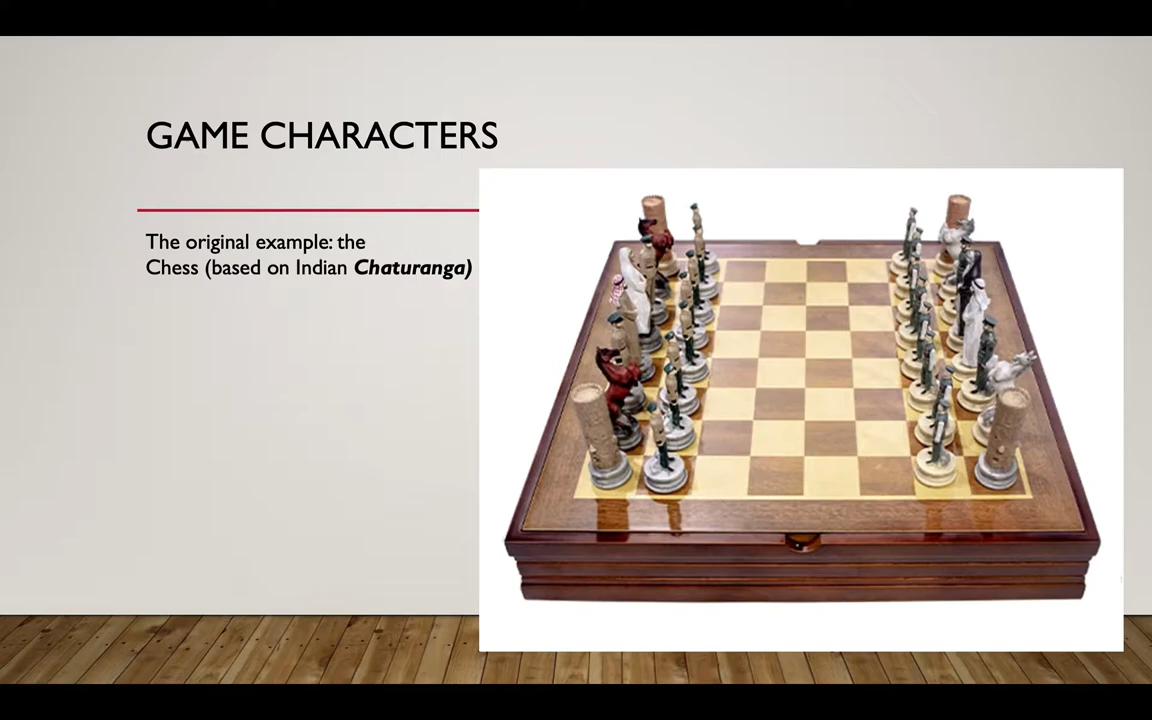 GAME CHARACTERS
The original example: the
Chess (based on Indian Chaturanga)